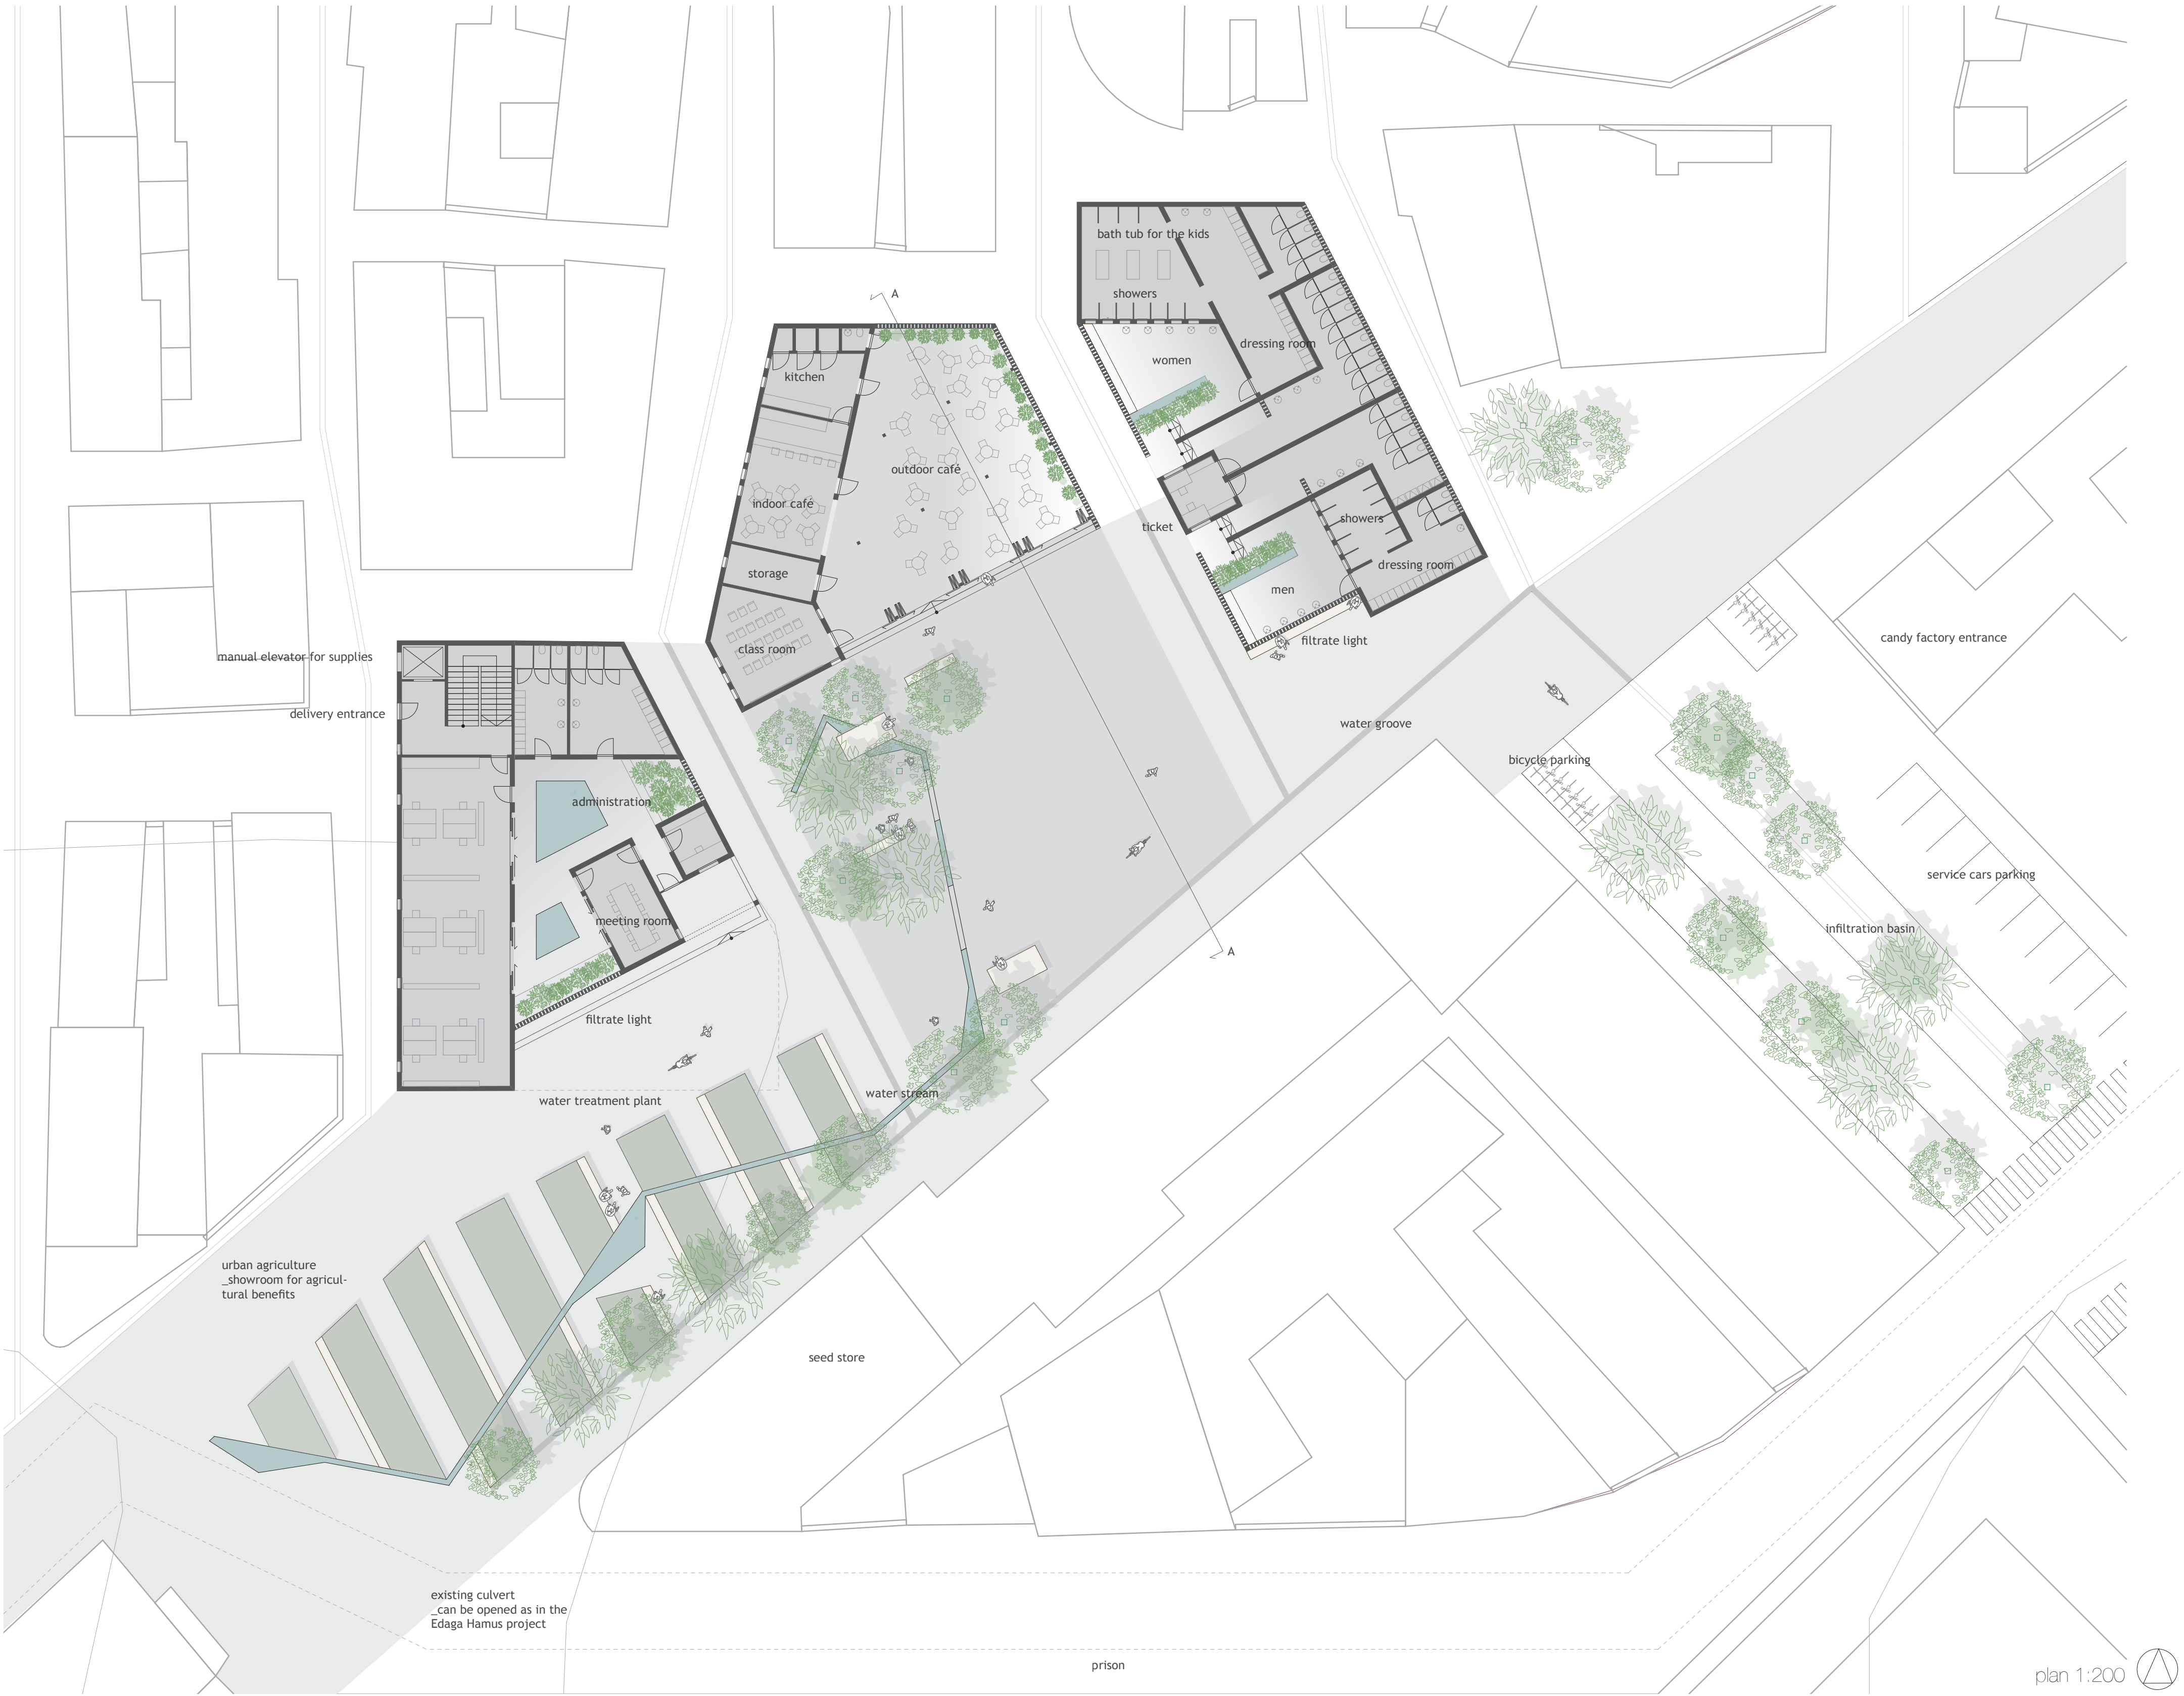 bath tub for the kids
showers
A
women
dressing room
kitchen
outdoor café
indoor café
ticket
showers
storage
dressing room
men
class room
filtrate light
candy factory entrance
manual elevator for supplies
delivery entrance
water groove
bicycle parking
administration
service cars parking
meeting room
infiltration basin
A
filtrate light
water stream
water treatment plant
urban agriculture
_showroom for agricul-
tural benefits
seed store
existing culvert
_can be opened as in the
Edaga Hamus project
prison
plan 1:200